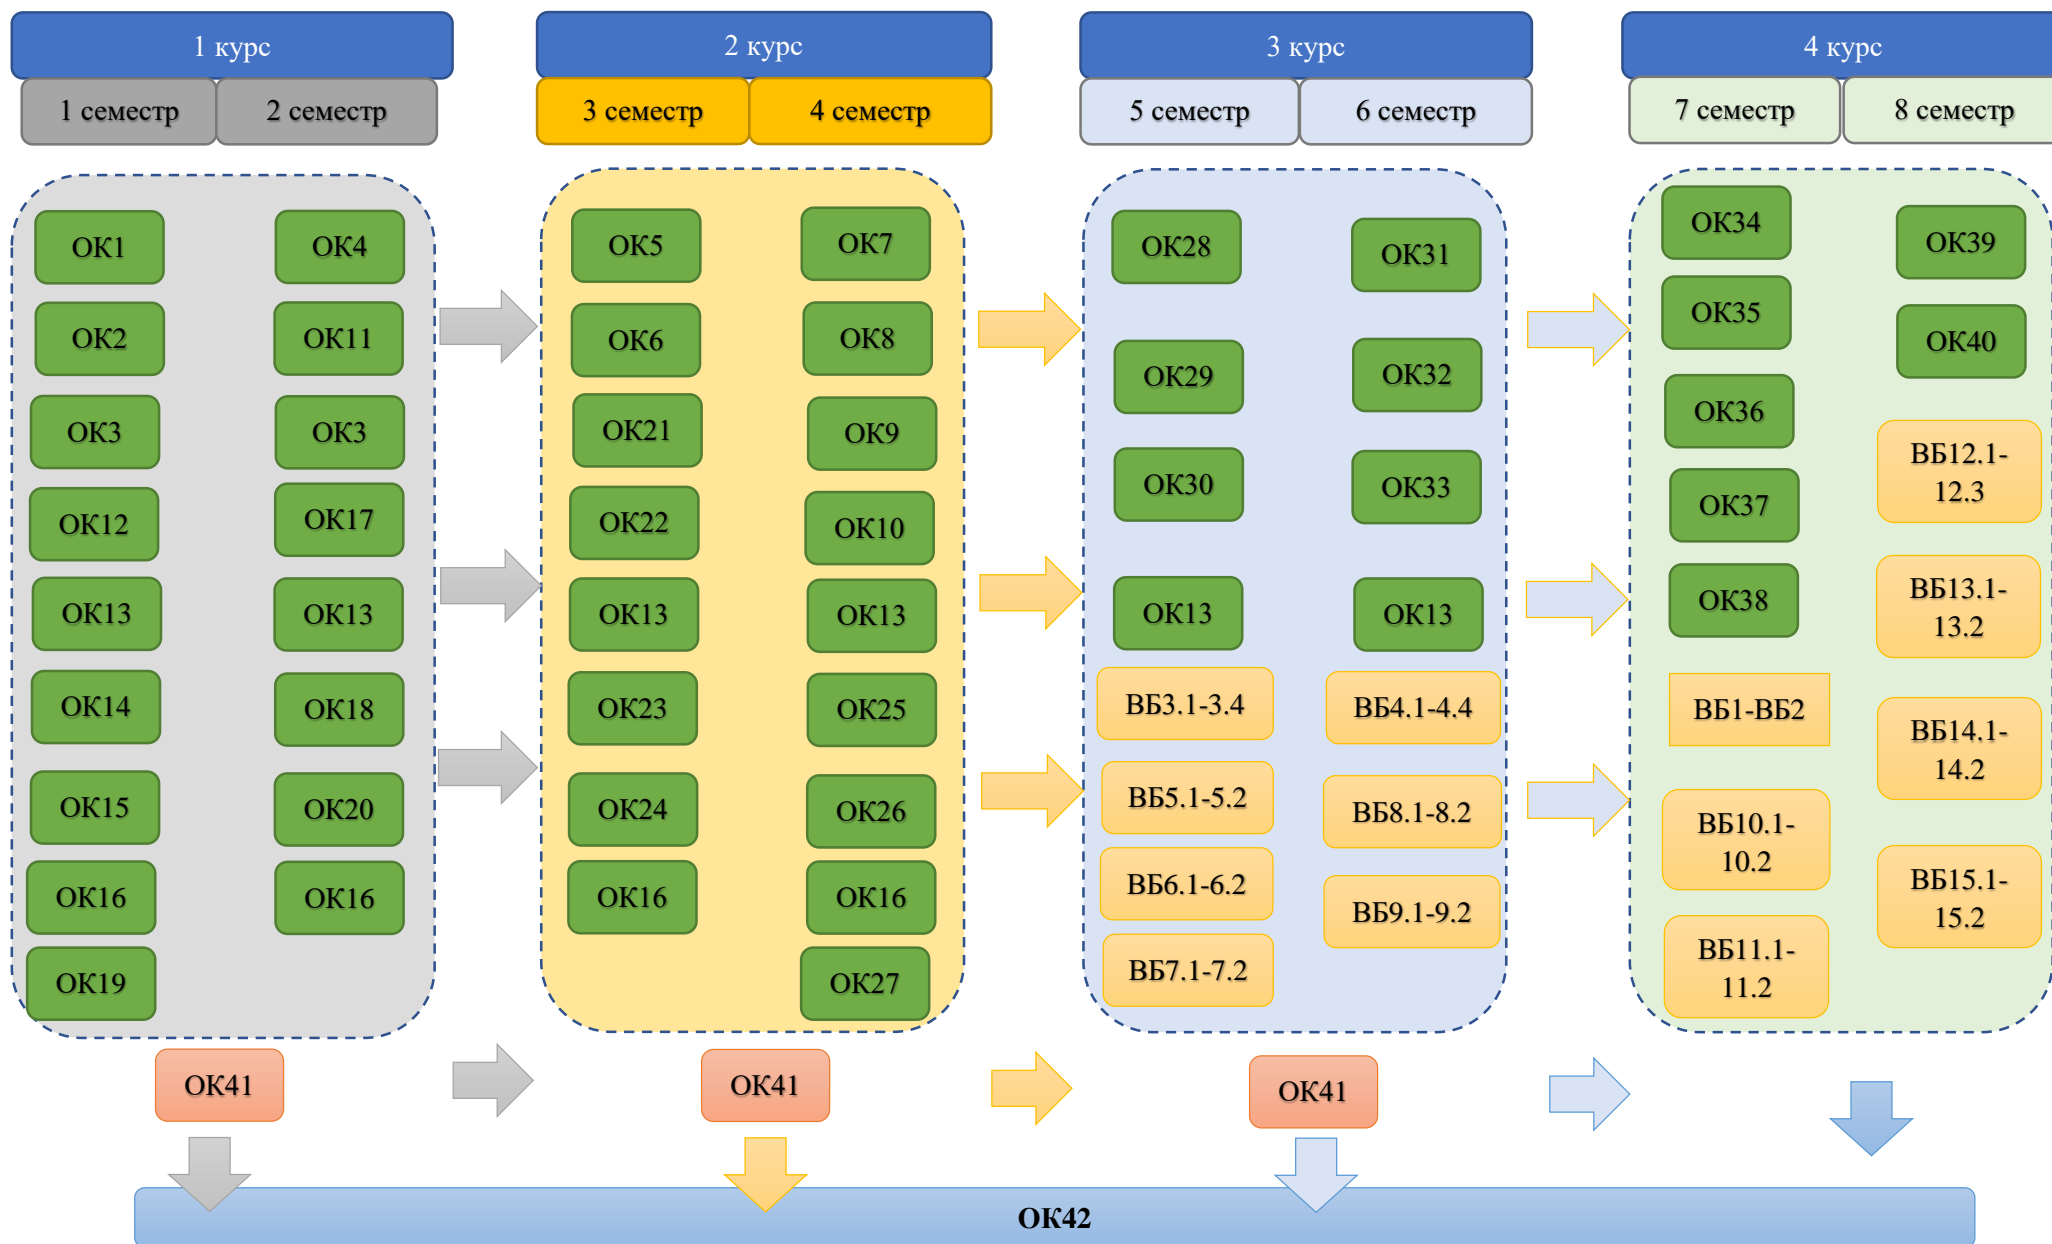 1 курс
1 семестр
2 семестр
ОК1
ОК4
ОК2
ОК11
ОК3
ОК3
ОК12
ОК17
ОК13
ОК13
ОК14
ОК18
ОК15
ОК20
ОК16
ОК16
ОК19
ОК41
2 курс
3 семестр
4 семестр
ОК5
ОК7
ОК6
ОК8
ОК21
ОК9
ОК22
ОК10
ОК13
ОК13
ОК23
ОК25
ОК24
ОК26
ОК16
ОК16
ОК27
ОК41
3 курс
5 семестр
6 семестр
ОК28
ОК31
ОК29
ОК32
ОК30
ОК33
ОК13
ОК13
ВБ3.1-3.4
ВБ4.1-4.4
ВБ5.1-5.2
ВБ8.1-8.2
ВБ6.1-6.2
ВБ9.1-9.2
ВБ7.1-7.2
ОК41
4 курс
7 семестр
8 семестр
ОК34
ОК35
ОК36
ОК37
ОК38
ВБ1-ВБ2
ВБ10.1-
10.2
ВБ11.1-
11.2
ОК39
ОК40
ВБ12.1-
12.3
ВБ13.1-
13.2
ВБ14.1-
14.2
ВБ15.1-
15.2
ОК42